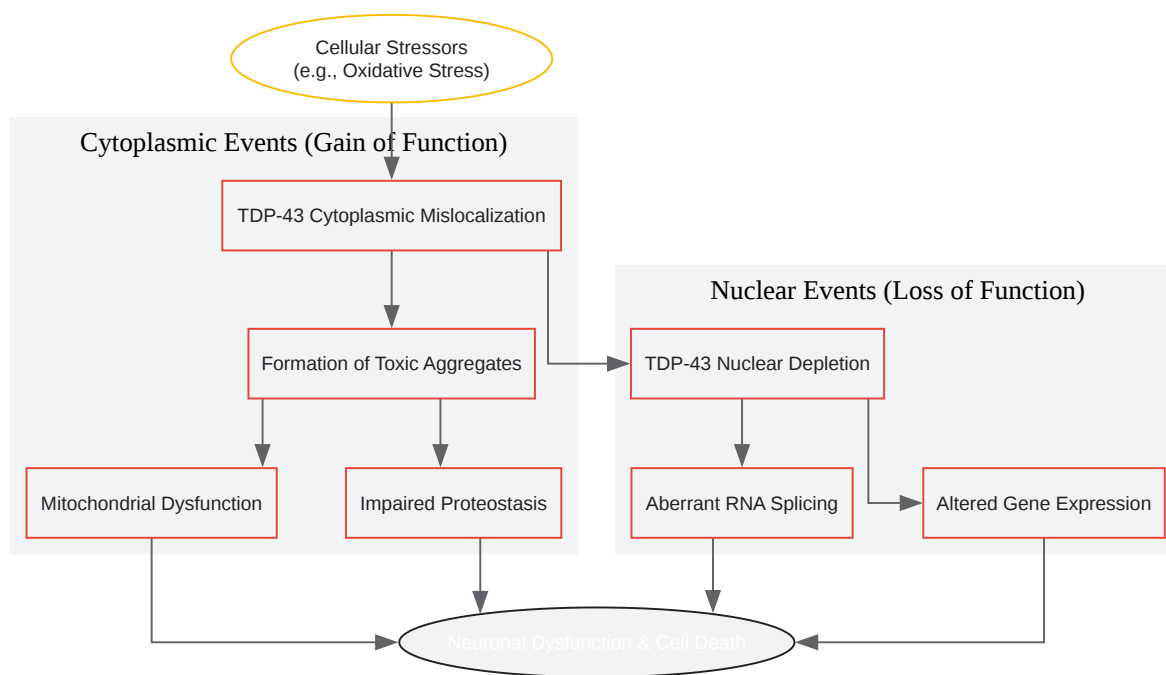 Cellular Stressors
(e.g., Oxidative Stress)
Cytoplasmic Events (Gain of Function)
TDP-43 Cytoplasmic Mislocalization
Nuclear Events (Loss of Function)
Formation of Toxic Aggregates
TDP-43 Nuclear Depletion
Mitochondrial Dysfunction
Impaired Proteostasis
Aberrant RNA Splicing
Altered Gene Expression
Neuronal Dysfunction & Cell Death